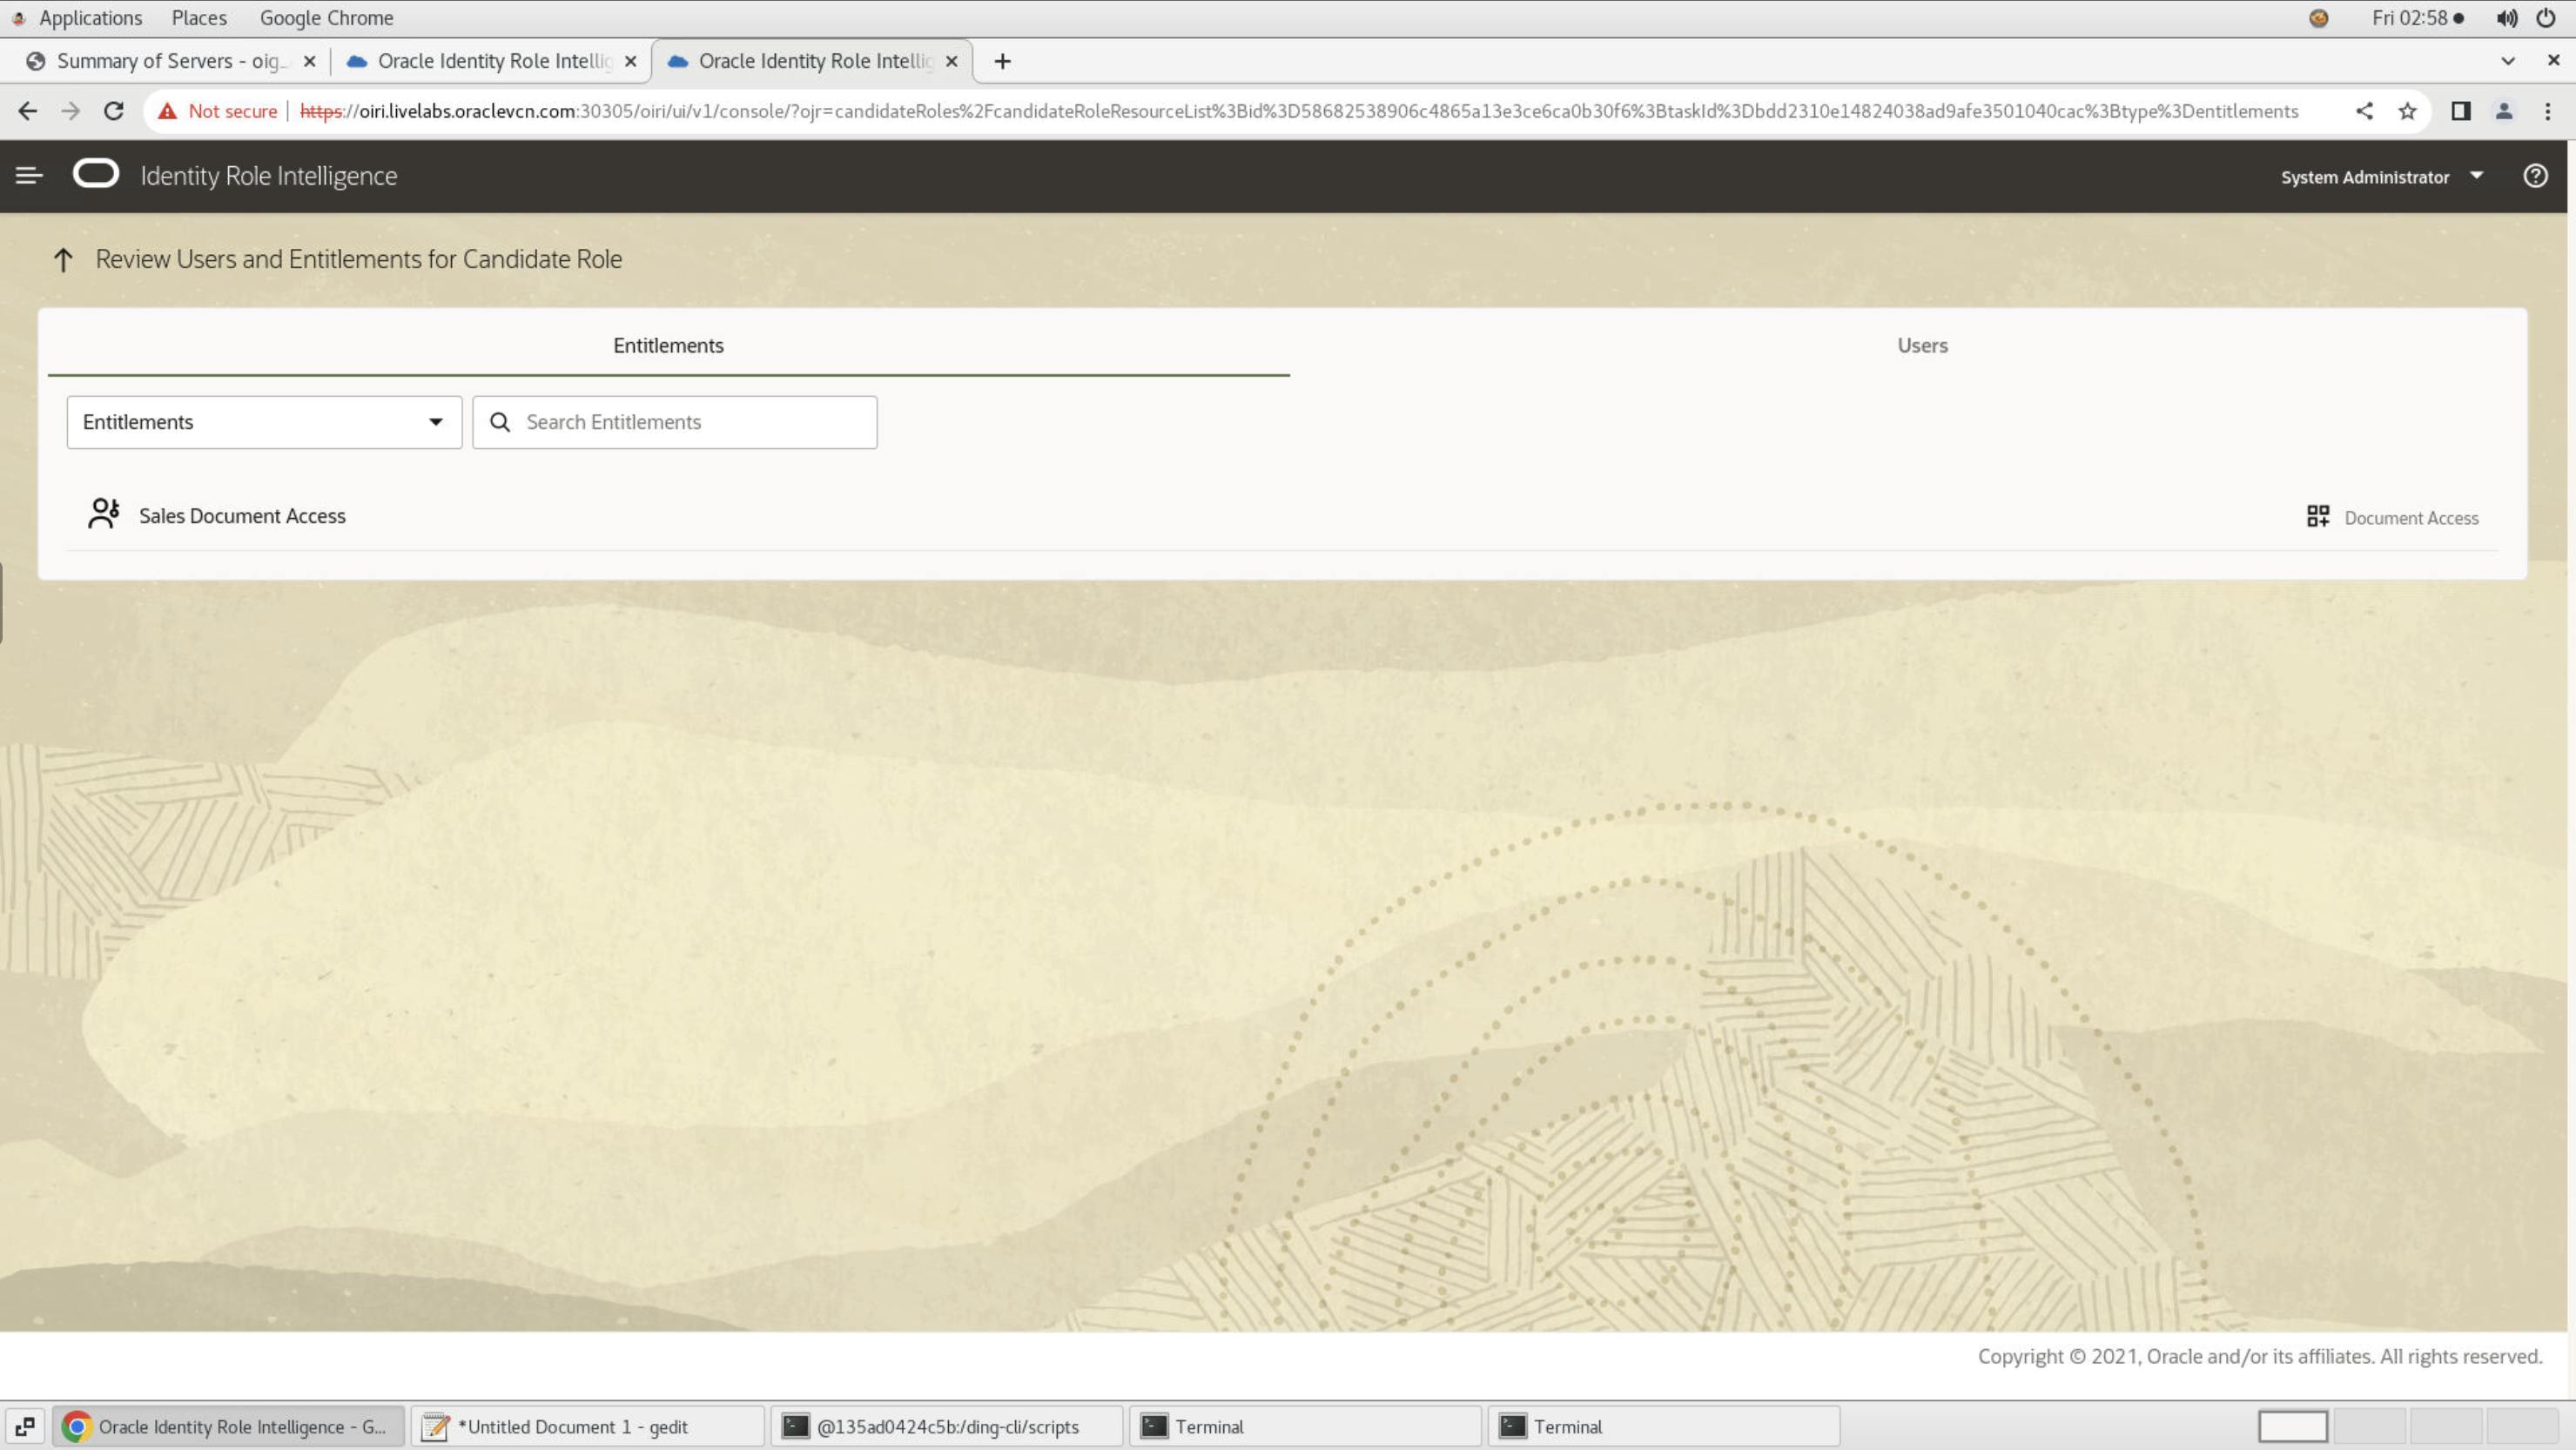 Applications Places Google Chrome Fri 02:58
Summary of Servers - oig_ Oracle Identity Role Intellig Oracle Identity Role Intellig
Not secure https://oiri.livelabs.oraclevcn.com:30305/oiri/ui/v1/console/?ojr=candidateRoles%2FcandidateRoleResourceList%3Bid%3D58682538906c4865a13e3ce6ca0b30f6%3BtaskId%3Dbdd2310e14824038ad9afe3501040cac%3Btype%3Dentitlements
Identity Role Intelligence System Administrator
Review Users and Entitlements for Candidate Role
Entitlements Users
Entitlements Search Entitlements
Sales Document Access Document Access
Copyright © 2021, Oracle and/or its affiliates. All rights reserved.
Oracle Identity Role Intelligence - G... *Untitled Document 1 - gedit @135ad0424c5b:/ding-cli/scripts Terminal Terminal